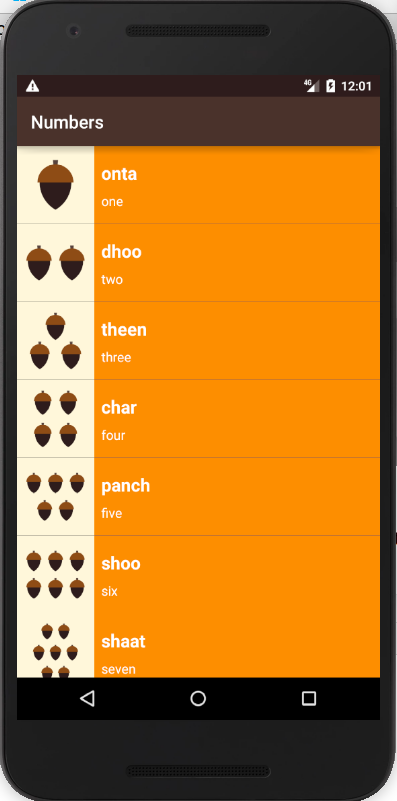 4G 12:01
Numbers
onta
one
dhoo
two
theen
three
char
four
panch
five
shoo
six
shaat
seven